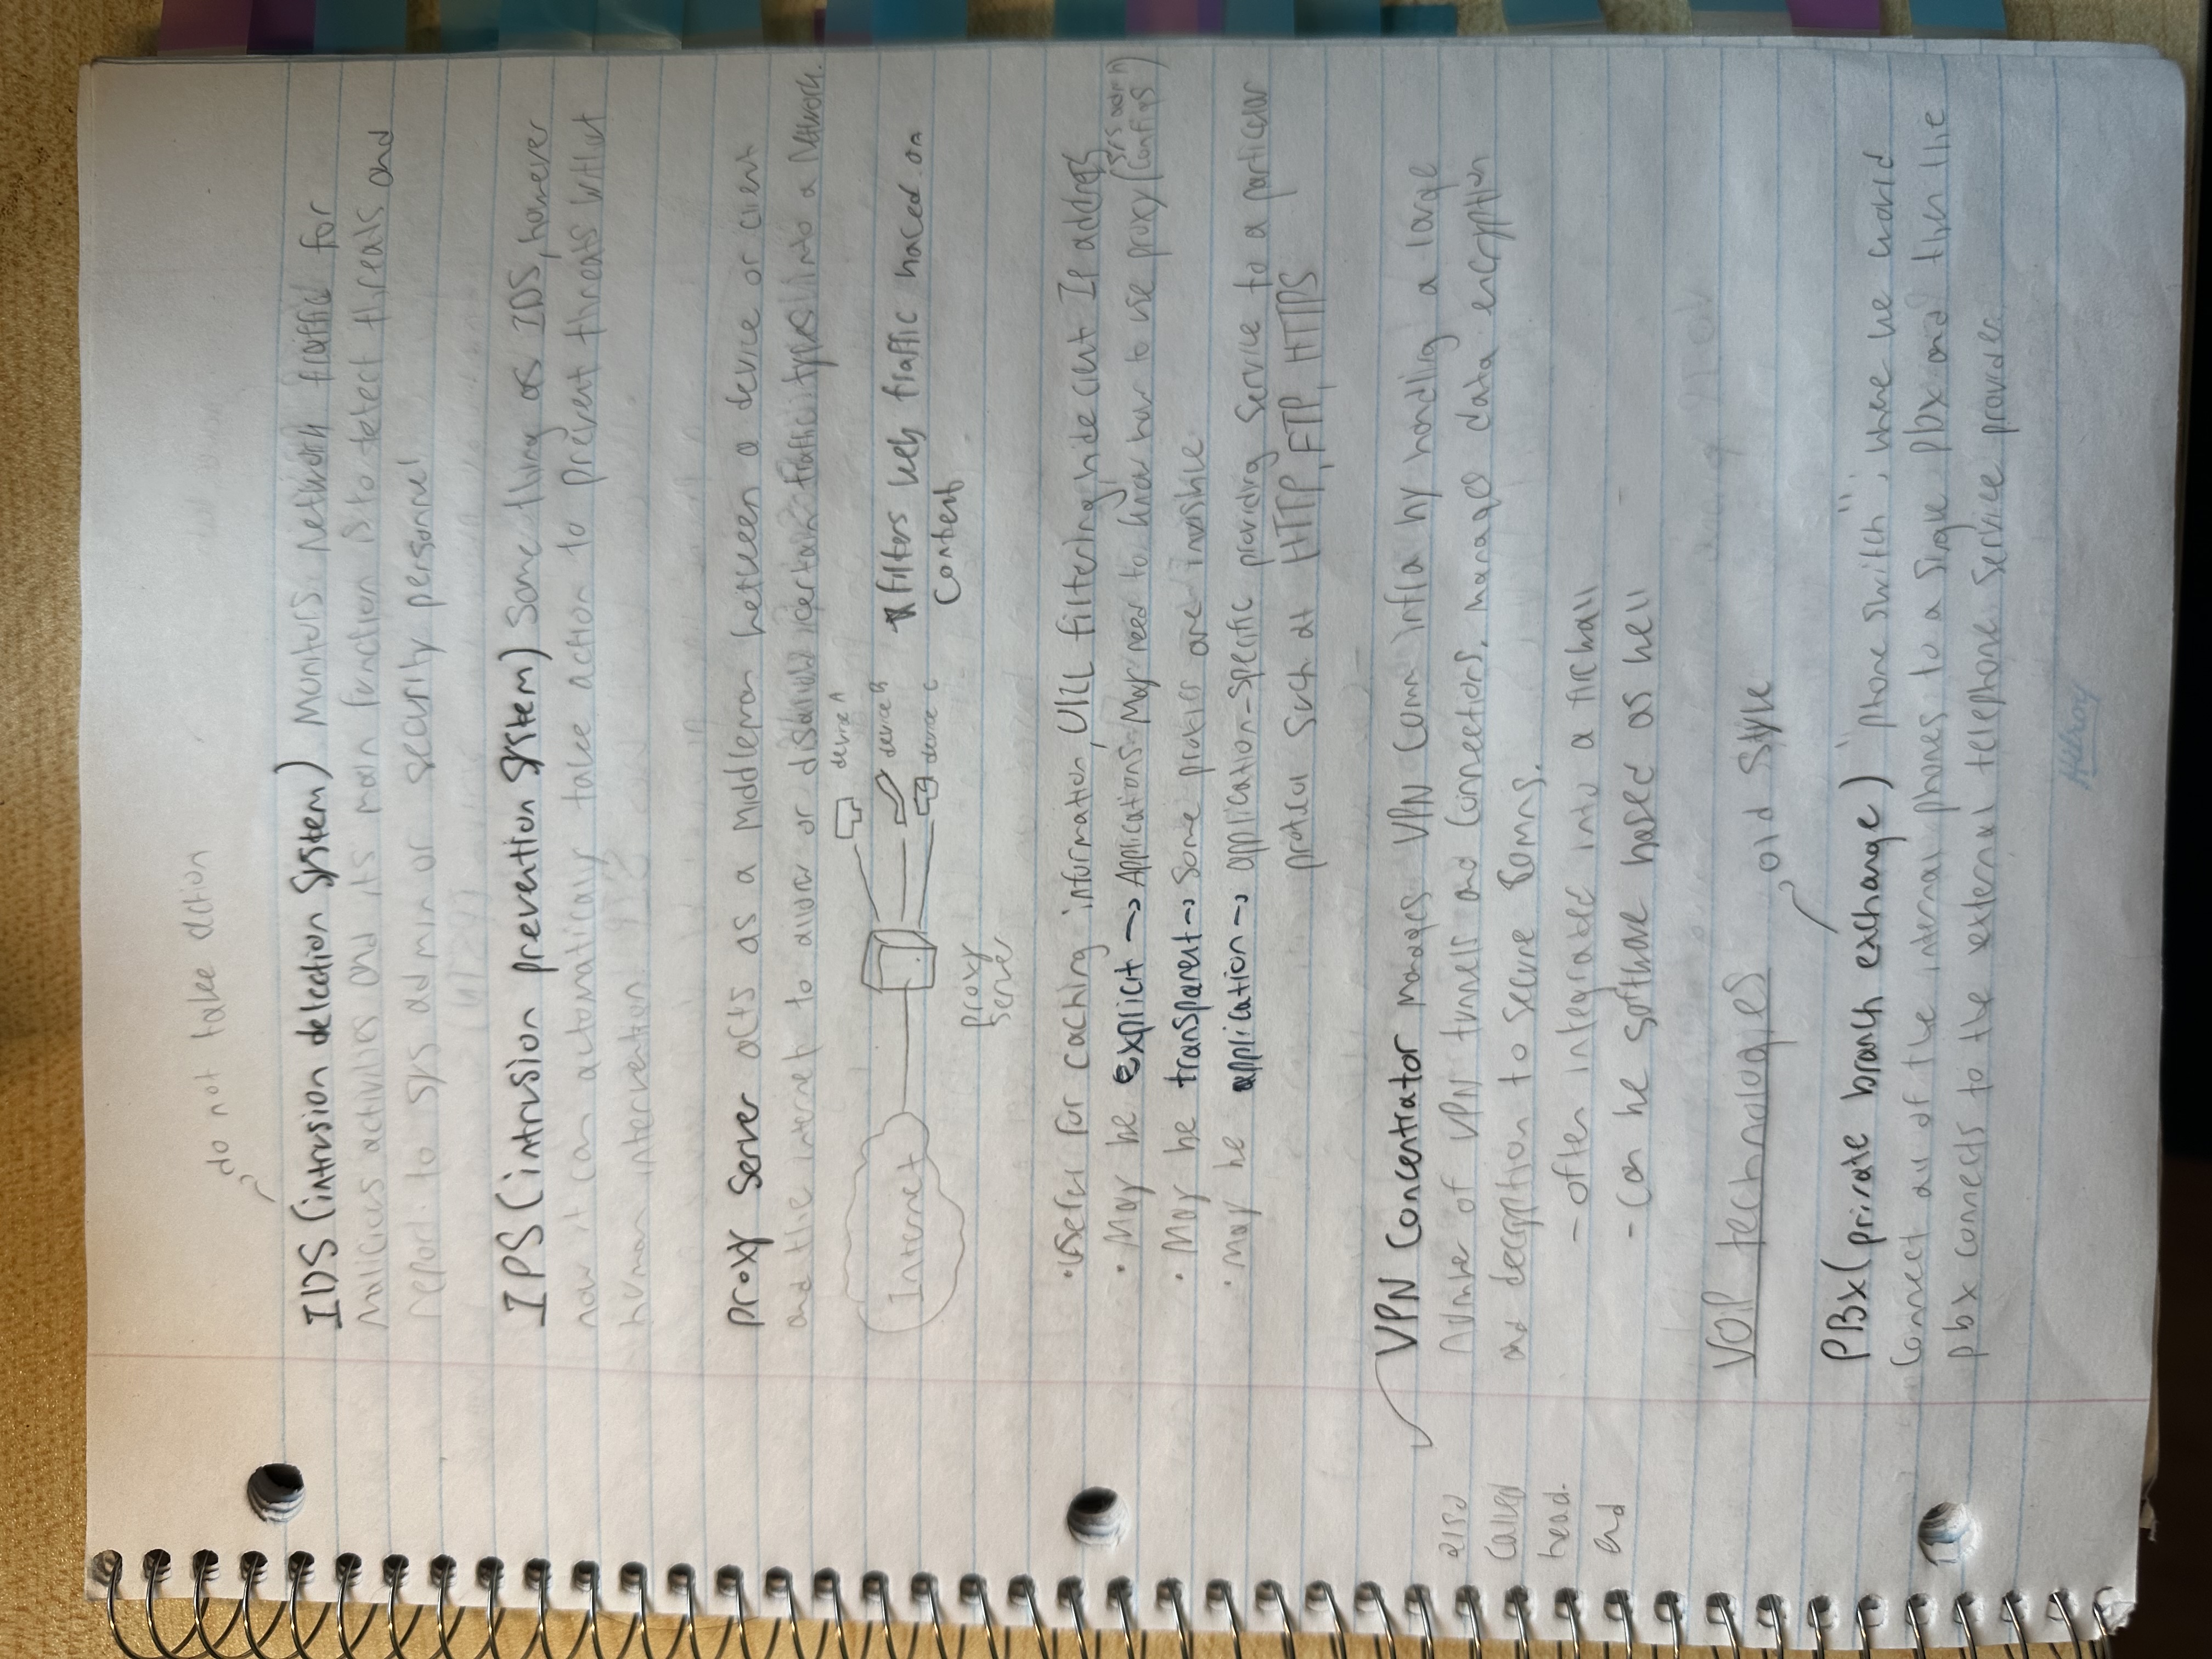 do not take action
IDS (intrusion detection system) Monitors Network traffic for
Malicious activities and its main function is to detect threats and
report to sys admin or security personnel
IPS (intrusion prevention system) Same thing as IDS, however
now it can automatically take action to prevent threats without
human intervention.
proxy server acts as a Middleman between a device or client
and the internet to allow or disallow certain traffic types into a Network.
Internet
device A
device B
device C
proxy
server
* filters web traffic based on
content
• Useful for caching information, URL filtering, hide client IP address
• May be explicit → Applications May need to know how to use proxy (sys admin configs)
• May be transparent → Some proxies are invisible
• May be application → application-specific providing service to a particular
protocol such at HTTP, FTP, HTTPS
VPN Concentrator Manages VPN Comm infra by handling a large
number of VPN tunnels and connections. manages data encryption
and decryption to secure Comms.
also
called
head-
end
- often integrated into a firewall
- can be software based as well
VOIP technologies
old style
PBX (private branch exchange) "phone switch", where we would
connect all of the internal phones to a single Pbx and then the
pbx connects to the external telephone service provider
Hilroy